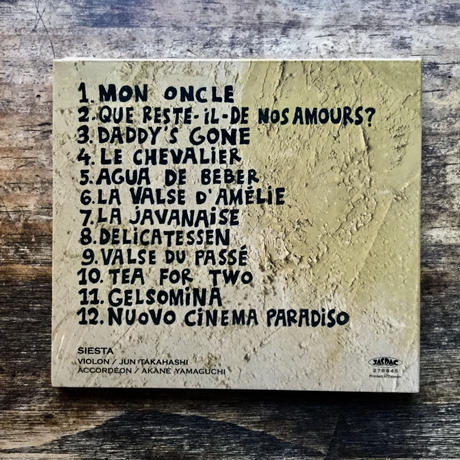 1. MON ONCLE
2. QUE RESTE-iL-DE NOS AMOURS?
3 DADDY'S GONE
4. LE CHEVALIER
5. AGUA DE BEBER
6. LA VALSE D'AMÉLIE
7. LA JAVANAISE
8. DELICATESSEN
9. VALSE DU PASSÉ
10. TEA FOR TWO
11. GELSOMiNA
12. NUOVO CiNEMA PARADiSO
SIESTA
VIOLON / JUN TAKAHASHI
ACCORDÉON / AKANÉ YAMAGUCHI
JASRAC